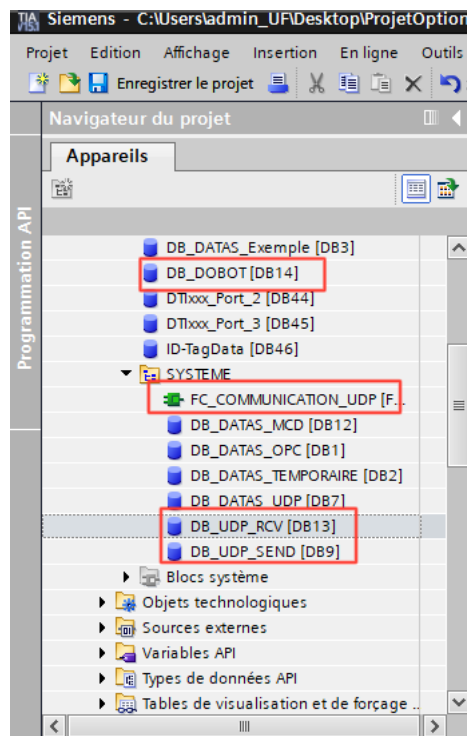 TIA VISI Siemens - C:\Users\admin_UF\Desktop\ProjetOption
Projet Edition Affichage Insertion En ligne Outils
Enregistrer le projet
Navigateur du projet
Appareils
Programmation API
DB_DATAS_Exemple [DB3]
DB_DOBOT [DB14]
DTIxxx_Port_2 [DB44]
DTIxxx_Port_3 [DB45]
ID-TagData [DB46]
SYSTEME
FC_COMMUNICATION_UDP [F...
DB_DATAS_MCD [DB12]
DB_DATAS_OPC [DB1]
DB_DATAS_TEMPORAIRE [DB2]
DB_DATAS_UDP [DB7]
DB_UDP_RCV [DB13]
DB_UDP_SEND [DB9]
Blocs système
Objets technologiques
Sources externes
Variables API
Types de données API
Tables de visualisation et de forçage ..